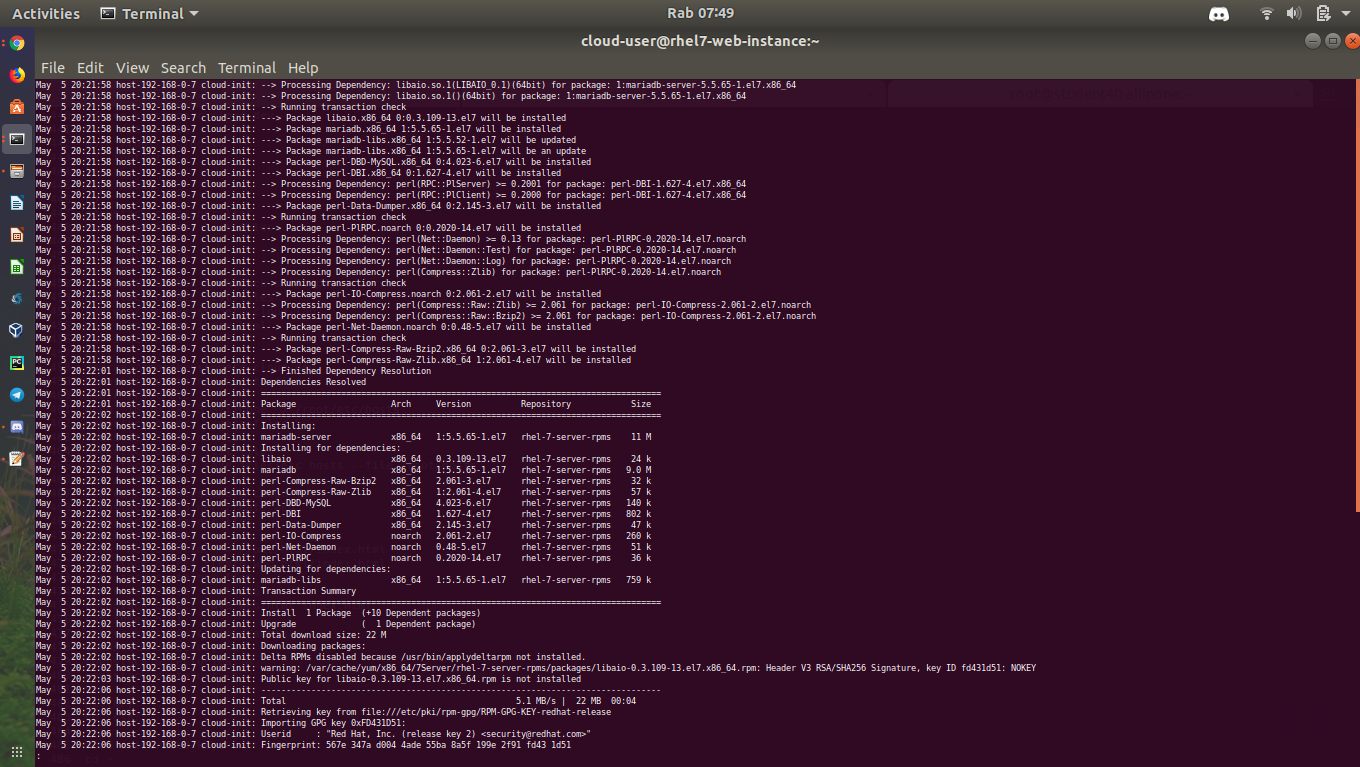 Activities Terminal Rab 07:49
cloud-user@rhel7-web-instance:~
File Edit View Search Terminal Help
May  5 20:21:58 host-192-168-0-7 cloud-init: --> Processing Dependency: libaio.so.1(LIBAIO_0.1)(64bit) for package: 1:mariadb-server-5.5.65-1.el7.x86_64
May  5 20:21:58 host-192-168-0-7 cloud-init: --> Processing Dependency: libaio.so.1()(64bit) for package: 1:mariadb-server-5.5.65-1.el7.x86_64
May  5 20:21:58 host-192-168-0-7 cloud-init: --> Running transaction check
May  5 20:21:58 host-192-168-0-7 cloud-init: ---> Package libaio.x86_64 0:0.3.109-13.el7 will be installed
May  5 20:21:58 host-192-168-0-7 cloud-init: ---> Package mariadb.x86_64 1:5.5.65-1.el7 will be installed
May  5 20:21:58 host-192-168-0-7 cloud-init: ---> Package mariadb-libs.x86_64 1:5.5.52-1.el7 will be updated
May  5 20:21:58 host-192-168-0-7 cloud-init: ---> Package mariadb-libs.x86_64 1:5.5.65-1.el7 will be an update
May  5 20:21:58 host-192-168-0-7 cloud-init: ---> Package perl-DBD-MySQL.x86_64 0:4.023-6.el7 will be installed
May  5 20:21:58 host-192-168-0-7 cloud-init: ---> Package perl-DBI.x86_64 0:1.627-4.el7 will be installed
May  5 20:21:58 host-192-168-0-7 cloud-init: --> Processing Dependency: perl(RPC::PlServer) >= 0.2001 for package: perl-DBI-1.627-4.el7.x86_64
May  5 20:21:58 host-192-168-0-7 cloud-init: --> Processing Dependency: perl(RPC::PlClient) >= 0.2000 for package: perl-DBI-1.627-4.el7.x86_64
May  5 20:21:58 host-192-168-0-7 cloud-init: ---> Package perl-Data-Dumper.x86_64 0:2.145-3.el7 will be installed
May  5 20:21:58 host-192-168-0-7 cloud-init: --> Running transaction check
May  5 20:21:58 host-192-168-0-7 cloud-init: ---> Package perl-PlRPC.noarch 0:0.2020-14.el7 will be installed
May  5 20:21:58 host-192-168-0-7 cloud-init: --> Processing Dependency: perl(Net::Daemon) >= 0.13 for package: perl-PlRPC-0.2020-14.el7.noarch
May  5 20:21:58 host-192-168-0-7 cloud-init: --> Processing Dependency: perl(Net::Daemon::Test) for package: perl-PlRPC-0.2020-14.el7.noarch
May  5 20:21:58 host-192-168-0-7 cloud-init: --> Processing Dependency: perl(Net::Daemon::Log) for package: perl-PlRPC-0.2020-14.el7.noarch
May  5 20:21:58 host-192-168-0-7 cloud-init: --> Processing Dependency: perl(Compress::Zlib) for package: perl-PlRPC-0.2020-14.el7.noarch
May  5 20:21:58 host-192-168-0-7 cloud-init: --> Running transaction check
May  5 20:21:58 host-192-168-0-7 cloud-init: ---> Package perl-IO-Compress.noarch 0:2.061-2.el7 will be installed
May  5 20:21:58 host-192-168-0-7 cloud-init: --> Processing Dependency: perl(Compress::Raw::Zlib) >= 2.061 for package: perl-IO-Compress-2.061-2.el7.noarch
May  5 20:21:58 host-192-168-0-7 cloud-init: --> Processing Dependency: perl(Compress::Raw::Bzip2) >= 2.061 for package: perl-IO-Compress-2.061-2.el7.noarch
May  5 20:21:58 host-192-168-0-7 cloud-init: ---> Package perl-Net-Daemon.noarch 0:0.48-5.el7 will be installed
May  5 20:21:58 host-192-168-0-7 cloud-init: --> Running transaction check
May  5 20:21:58 host-192-168-0-7 cloud-init: ---> Package perl-Compress-Raw-Bzip2.x86_64 0:2.061-3.el7 will be installed
May  5 20:21:58 host-192-168-0-7 cloud-init: ---> Package perl-Compress-Raw-Zlib.x86_64 1:2.061-4.el7 will be installed
May  5 20:22:01 host-192-168-0-7 cloud-init: --> Finished Dependency Resolution
May  5 20:22:01 host-192-168-0-7 cloud-init: Dependencies Resolved
May  5 20:22:01 host-192-168-0-7 cloud-init: ================================================================================
May  5 20:22:01 host-192-168-0-7 cloud-init: Package                   Arch     Version          Repository            Size
May  5 20:22:02 host-192-168-0-7 cloud-init: ================================================================================
May  5 20:22:02 host-192-168-0-7 cloud-init: Installing:
May  5 20:22:02 host-192-168-0-7 cloud-init: mariadb-server            x86_64   1:5.5.65-1.el7   rhel-7-server-rpms    11 M
May  5 20:22:02 host-192-168-0-7 cloud-init: Installing for dependencies:
May  5 20:22:02 host-192-168-0-7 cloud-init: libaio                    x86_64   0.3.109-13.el7   rhel-7-server-rpms    24 k
May  5 20:22:02 host-192-168-0-7 cloud-init: mariadb                   x86_64   1:5.5.65-1.el7   rhel-7-server-rpms   9.0 M
May  5 20:22:02 host-192-168-0-7 cloud-init: perl-Compress-Raw-Bzip2   x86_64   2.061-3.el7      rhel-7-server-rpms    32 k
May  5 20:22:02 host-192-168-0-7 cloud-init: perl-Compress-Raw-Zlib    x86_64   1:2.061-4.el7    rhel-7-server-rpms    57 k
May  5 20:22:02 host-192-168-0-7 cloud-init: perl-DBD-MySQL            x86_64   4.023-6.el7      rhel-7-server-rpms   140 k
May  5 20:22:02 host-192-168-0-7 cloud-init: perl-DBI                  x86_64   1.627-4.el7      rhel-7-server-rpms   802 k
May  5 20:22:02 host-192-168-0-7 cloud-init: perl-Data-Dumper          x86_64   2.145-3.el7      rhel-7-server-rpms    47 k
May  5 20:22:02 host-192-168-0-7 cloud-init: perl-IO-Compress          noarch   2.061-2.el7      rhel-7-server-rpms   260 k
May  5 20:22:02 host-192-168-0-7 cloud-init: perl-Net-Daemon           noarch   0.48-5.el7       rhel-7-server-rpms    51 k
May  5 20:22:02 host-192-168-0-7 cloud-init: perl-PlRPC                noarch   0.2020-14.el7    rhel-7-server-rpms    36 k
May  5 20:22:02 host-192-168-0-7 cloud-init: Updating for dependencies:
May  5 20:22:02 host-192-168-0-7 cloud-init: mariadb-libs              x86_64   1:5.5.65-1.el7   rhel-7-server-rpms   759 k
May  5 20:22:02 host-192-168-0-7 cloud-init: Transaction Summary
May  5 20:22:02 host-192-168-0-7 cloud-init: ================================================================================
May  5 20:22:02 host-192-168-0-7 cloud-init: Install  1 Package  (+10 Dependent packages)
May  5 20:22:02 host-192-168-0-7 cloud-init: Upgrade             (  1 Dependent package)
May  5 20:22:02 host-192-168-0-7 cloud-init: Total download size: 22 M
May  5 20:22:02 host-192-168-0-7 cloud-init: Downloading packages:
May  5 20:22:02 host-192-168-0-7 cloud-init: Delta RPMs disabled because /usr/bin/applydeltarpm not installed.
May  5 20:22:02 host-192-168-0-7 cloud-init: warning: /var/cache/yum/x86_64/7Server/rhel-7-server-rpms/packages/libaio-0.3.109-13.el7.x86_64.rpm: Header V3 RSA/SHA256 Signature, key ID fd431d51: NOKEY
May  5 20:22:03 host-192-168-0-7 cloud-init: Public key for libaio-0.3.109-13.el7.x86_64.rpm is not installed
May  5 20:22:06 host-192-168-0-7 cloud-init: --------------------------------------------------------------------------------
May  5 20:22:06 host-192-168-0-7 cloud-init: Total                                              5.1 MB/s |  22 MB  00:04
May  5 20:22:06 host-192-168-0-7 cloud-init: Retrieving key from file:///etc/pki/rpm-gpg/RPM-GPG-KEY-redhat-release
May  5 20:22:06 host-192-168-0-7 cloud-init: Importing GPG key 0xFD431D51:
May  5 20:22:06 host-192-168-0-7 cloud-init: Userid     : "Red Hat, Inc. (release key 2) <security@redhat.com>"
May  5 20:22:06 host-192-168-0-7 cloud-init: Fingerprint: 567e 347a d004 4ade 55ba 8a5f 199e 2f91 fd43 1d51
: